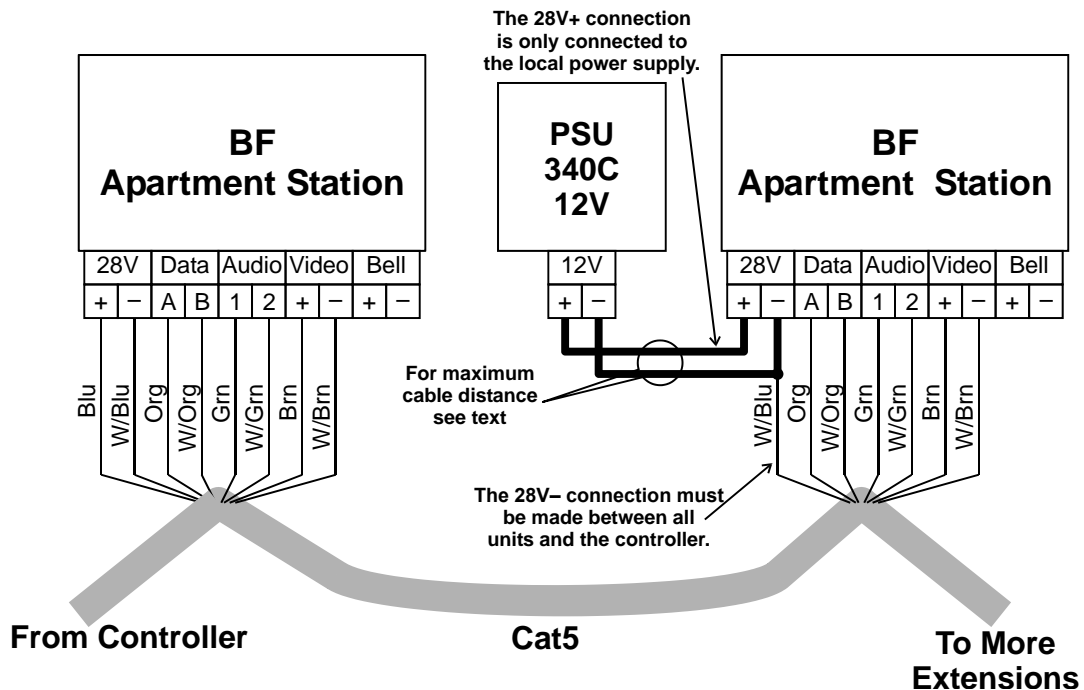 The 28V+ connection
is only connected to
the local power supply.
BF
Apartment Station
PSU
340C
12V
BF
Apartment Station
28V Data Audio Video Bell
+ – A B 1 2 + – + –
12V
+ –
28V Data Audio Video Bell
+ – A B 1 2 + – + –
Blu
W/Blu
Org
W/Org
Grn
W/Grn
Brn
W/Brn
For maximum
cable distance
see text
W/Blu
Org
W/Org
Grn
W/Grn
Brn
W/Brn
The 28V– connection must
be made between all
units and the controller.
From Controller
Cat5
To More
Extensions